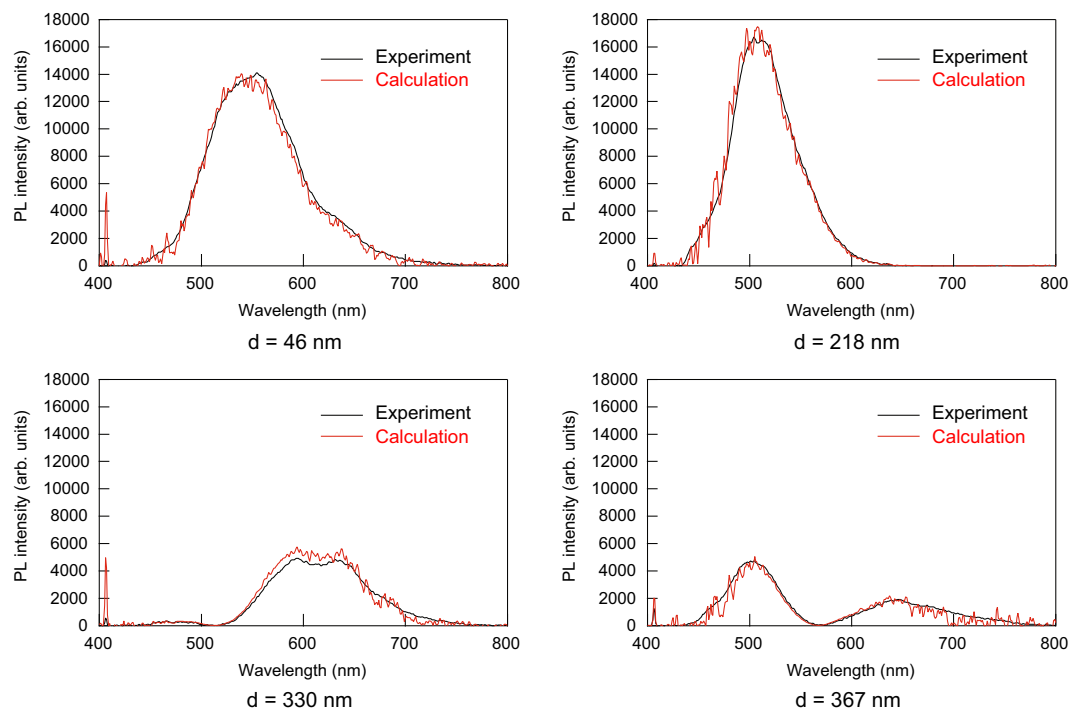 18000
16000
14000
12000
10000
8000
6000
4000
2000
0
PL intensity (arb. units)
Experiment
Calculation
400 500 600 700 800
Wavelength (nm)
d = 46 nm
18000
16000
14000
12000
10000
8000
6000
4000
2000
0
PL intensity (arb. units)
Experiment
Calculation
400 500 600 700 800
Wavelength (nm)
d = 218 nm
18000
16000
14000
12000
10000
8000
6000
4000
2000
0
PL intensity (arb. units)
Experiment
Calculation
400 500 600 700 800
Wavelength (nm)
d = 330 nm
18000
16000
14000
12000
10000
8000
6000
4000
2000
0
PL intensity (arb. units)
Experiment
Calculation
400 500 600 700 800
Wavelength (nm)
d = 367 nm